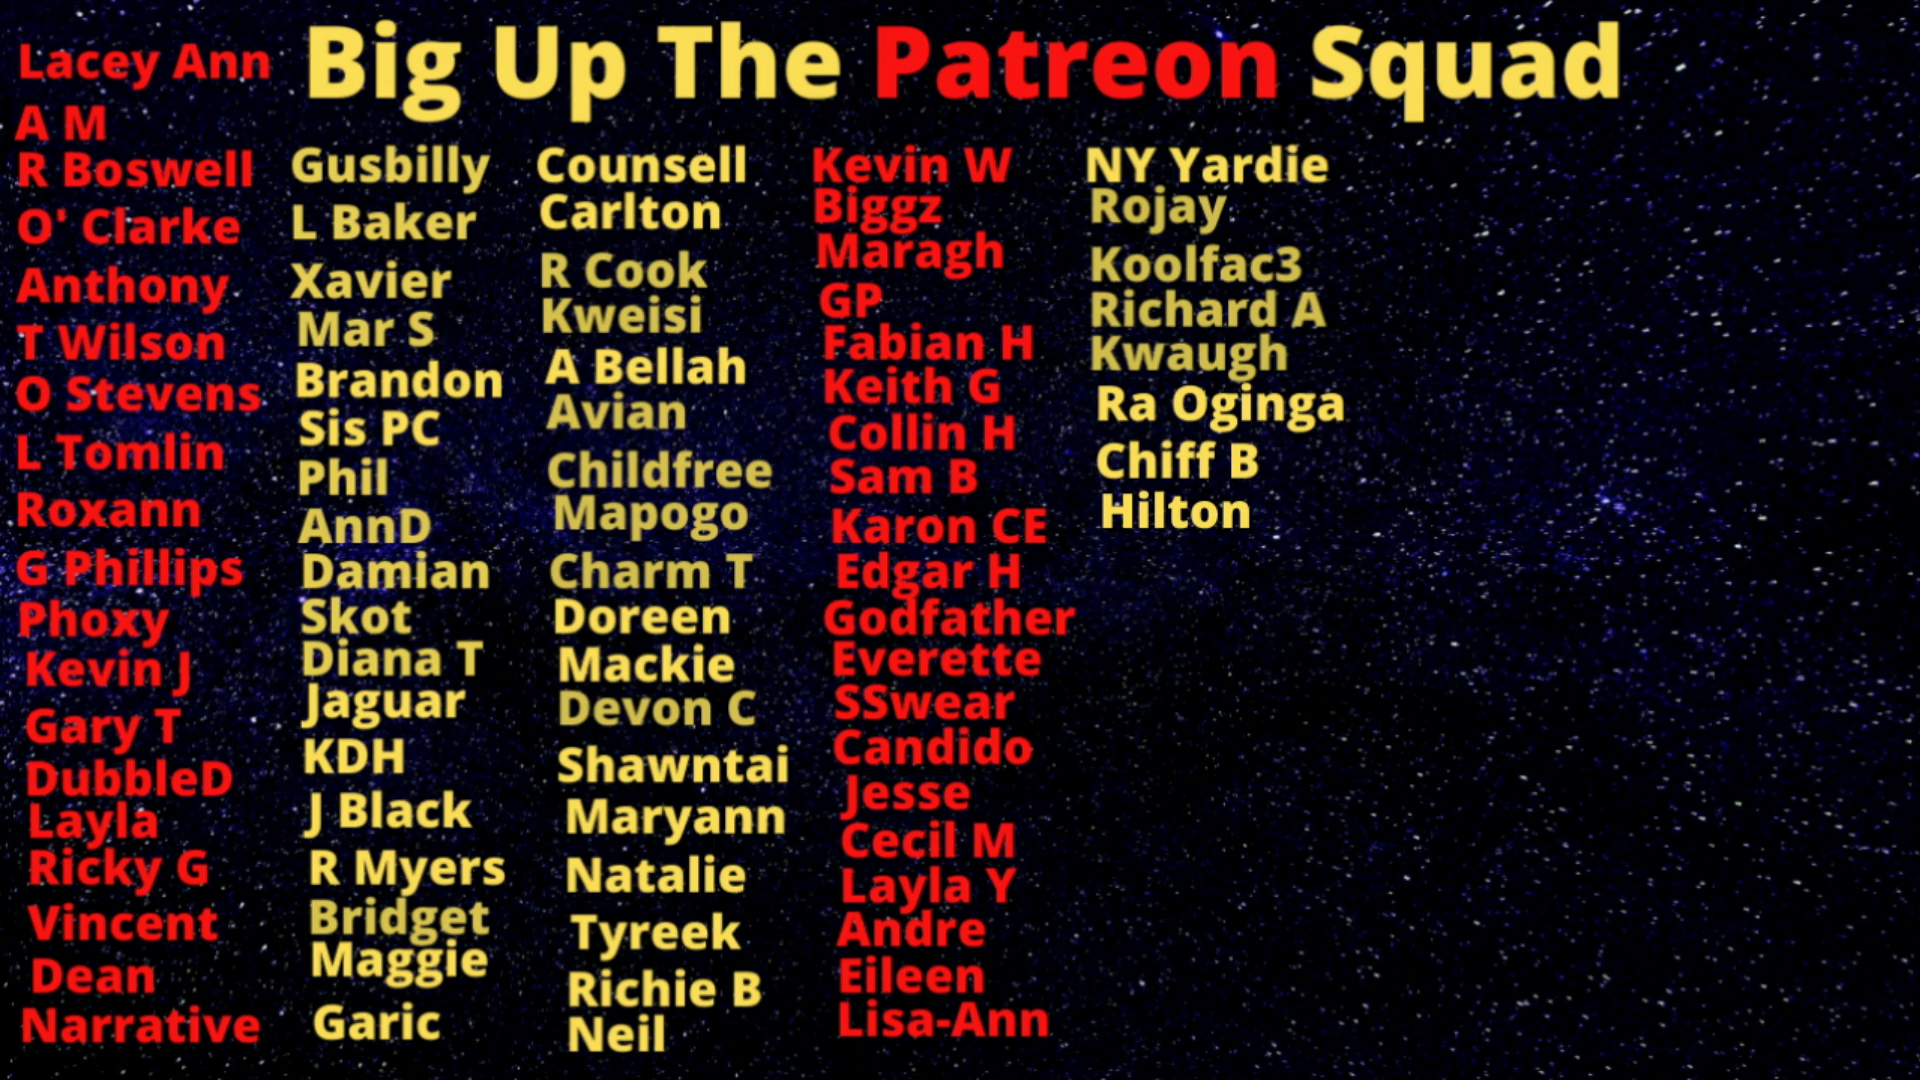 Big Up The Patreon Squad
Lacey Ann
A M
R Boswell
O' Clarke
Anthony
T Wilson
O Stevens
L Tomlin
Roxann
G Phillips
Phoxy
Kevin J
Gary T
DubbleD
Layla
Ricky G
Vincent
Dean
Narrative
Gusbilly
L Baker
Xavier
Mar S
Brandon
Sis PC
Phil
AnnD
Damian
Skot
Diana T
Jaguar
KDH
J Black
R Myers
Bridget
Maggie
Garic
Counsell
Carlton
R Cook
Kweisi
A Bellah
Avian
Childfree
Mapogo
Charm T
Doreen
Mackie
Devon C
Shawntai
Maryann
Natalie
Tyreek
Richie B
Neil
Kevin W
Biggz
Maragh
GP
Fabian H
Keith G
Collin H
Sam B
Karon CE
Edgar H
Godfather
Everette
SSwear
Candido
Jesse
Cecil M
Layla Y
Andre
Eileen
Lisa-Ann
NY Yardie
Rojay
Koolfac3
Richard A
Kwaugh
Ra Oginga
Chiff B
Hilton